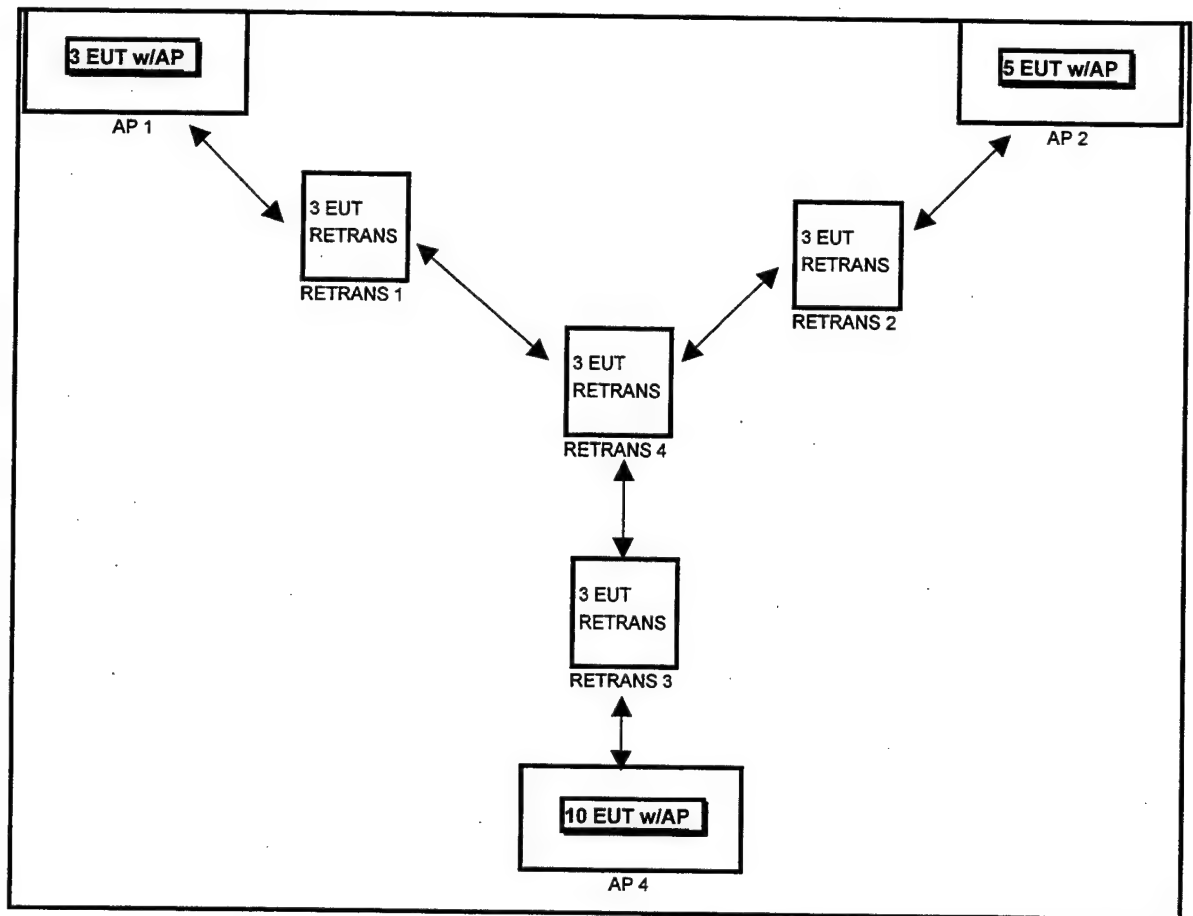 3 EUT w/AP
AP 1
5 EUT w/AP
AP 2
3 EUT
RETRANS
RETRANS 1
3 EUT
RETRANS
RETRANS 2
3 EUT
RETRANS
RETRANS 4
3 EUT
RETRANS
RETRANS 3
10 EUT w/AP
AP 4